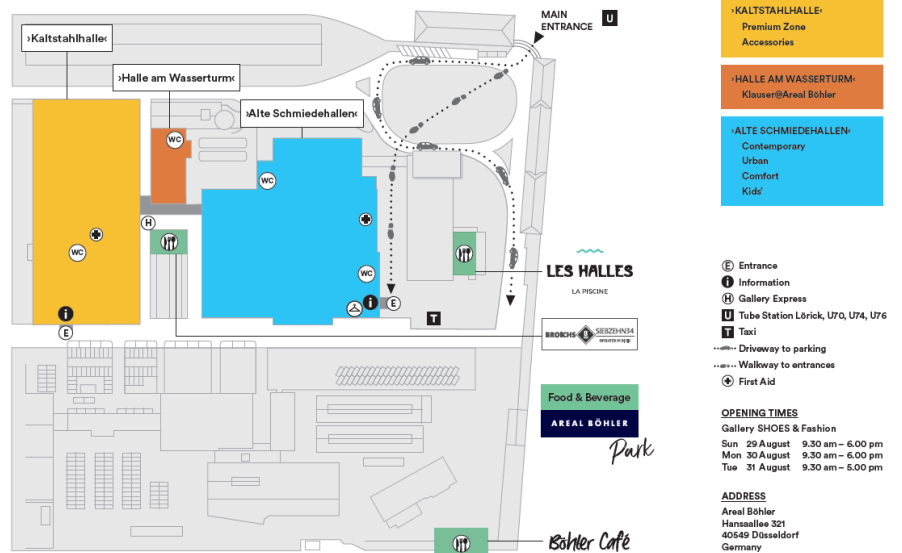 MAIN
ENTRANCE
U
›Kaltstahlhalle‹
›Halle am Wasserturm‹
›Alte Schmiedehallen‹
WC
WC
WC
WC
H
E
i
i
E
T
LES HALLES
LA PISCINE
BROICHS B SIEBZEHN34
Food & Beverage
AREAL BÖHLER
Park
Böhler Café
›KALTSTAHLHALLE‹
Premium Zone
Accessories
›HALLE AM WASSERTURM‹
Klauser@Areal Böhler
›ALTE SCHMIEDEHALLEN‹
Contemporary
Urban
Comfort
Kids'
E Entrance
i Information
H Gallery Express
U Tube Station Lörick, U70, U74, U76
T Taxi
Driveway to parking
Walkway to entrances
First Aid
OPENING TIMES
Gallery SHOES & Fashion
Sun 29 August 9.30 am – 6.00 pm
Mon 30 August 9.30 am – 6.00 pm
Tue 31 August 9.30 am – 5.00 pm
ADDRESS
Areal Böhler
Hansaallee 321
40549 Düsseldorf
Germany